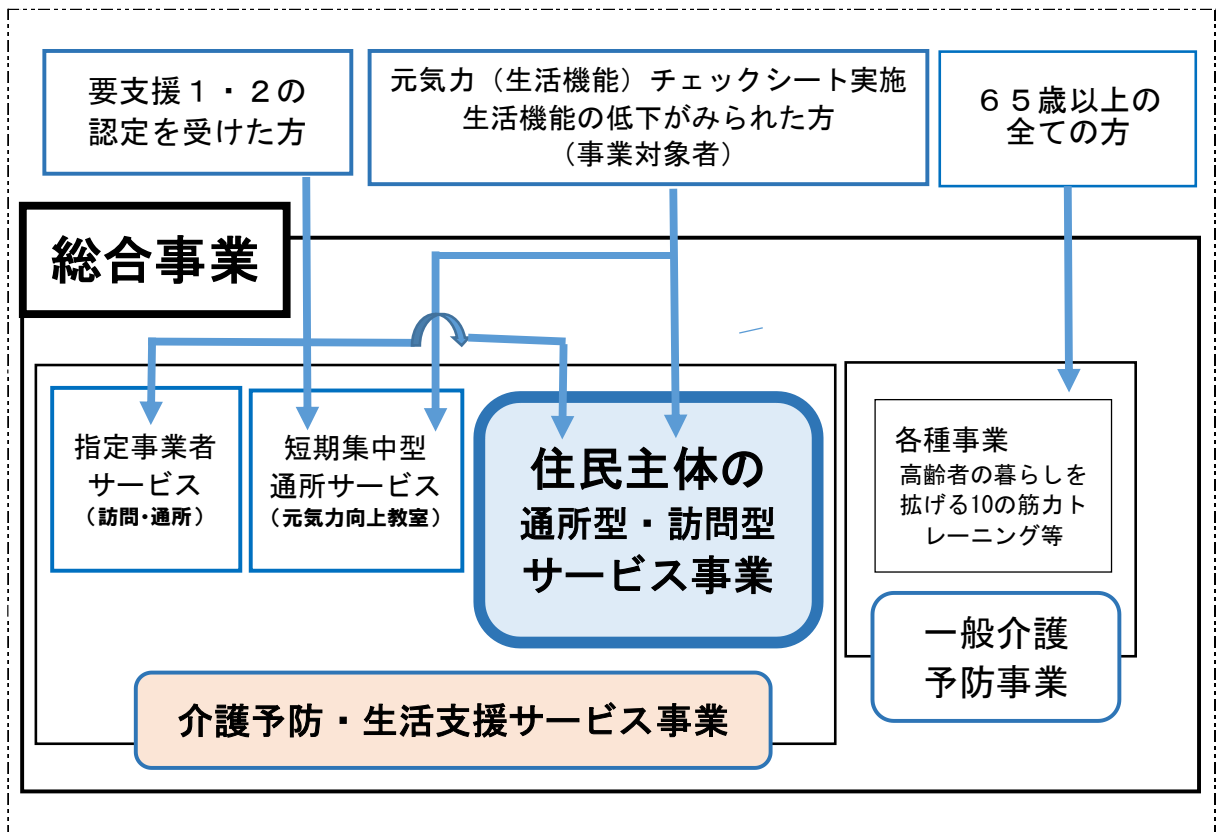 要支援１・２の
認定を受けた方
元気力（生活機能）チェックシート実施
生活機能の低下がみられた方
（事業対象者）
６５歳以上の
全ての方
総合事業
指定事業者
サービス
（訪問・通所）
短期集中型
通所サービス
（元気力向上教室）
住民主体の
通所型・訪問型
サービス事業
各種事業
高齢者の暮らしを
拡げる10の筋力ト
レーニング等
一般介護
予防事業
介護予防・生活支援サービス事業